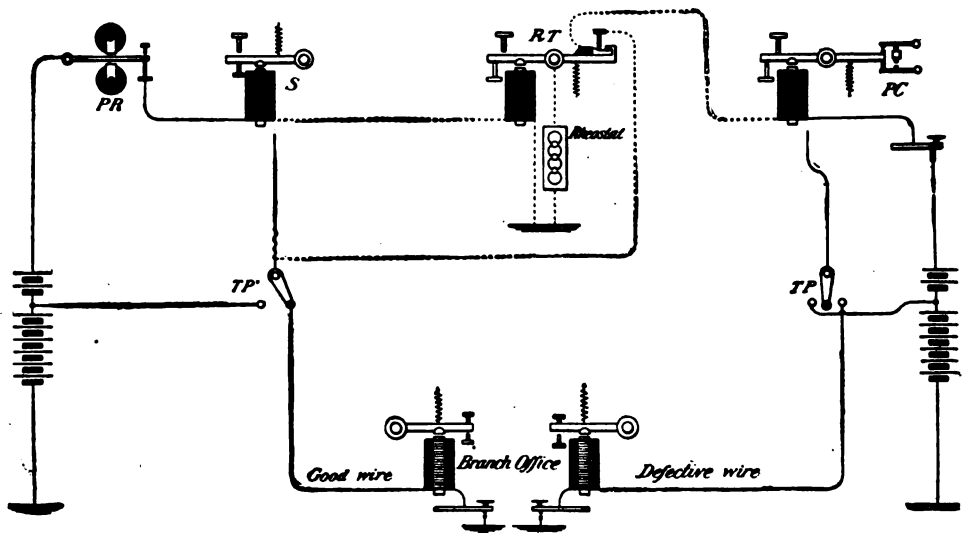 RT
PR
S
PC
Rheostat
TP'
TP
Branch Office
Good wire
Defective wire